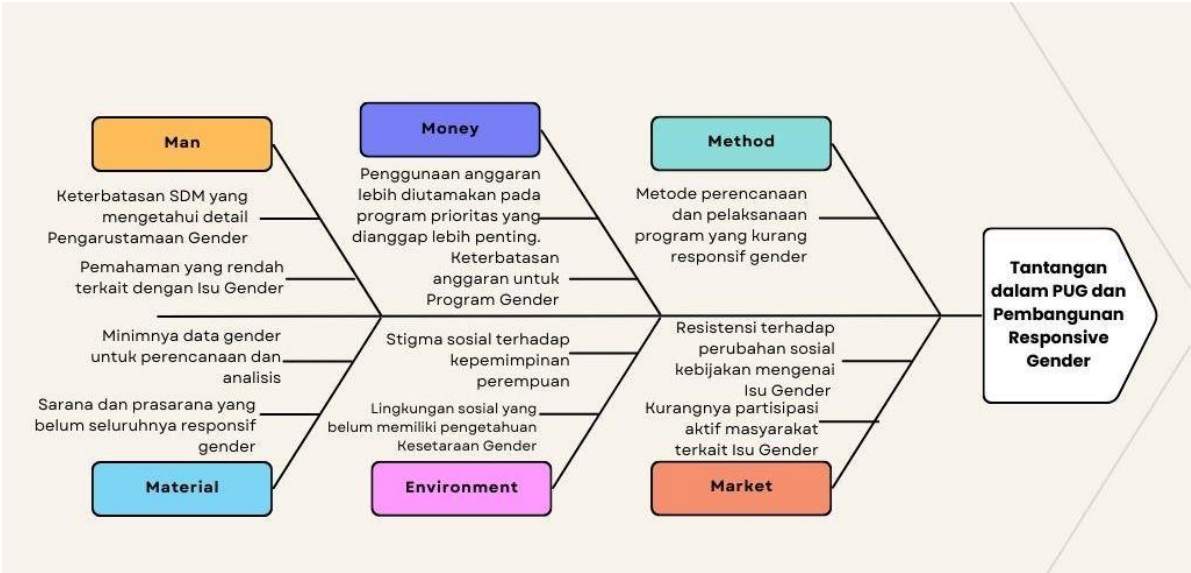 Man
Keterbatasan SDM yang
mengetahui detail
Pengarustamaan Gender
Pemahaman yang rendah
terkait dengan Isu Gender
Money
Penggunaan anggaran
lebih diutamakan pada
program prioritas yang
dianggap lebih penting.
Keterbatasan
anggaran untuk
Program Gender
Method
Metode perencanaan
dan pelaksanaan
program yang kurang
responsif gender
Tantangan
dalam PUG dan
Pembangunan
Responsive
Gender
Minimnya data gender
untuk perencanaan dan
analisis
Sarana dan prasarana yang
belum seluruhnya responsif
gender
Material
Stigma sosial terhadap
kepemimpinan
perempuan
Lingkungan sosial yang
belum memiliki pengetahuan
Kesetaraan Gender
Environment
Resistensi terhadap
perubahan sosial
kebijakan mengenai
Isu Gender
Kurangnya partisipasi
aktif masyarakat
terkait Isu Gender
Market